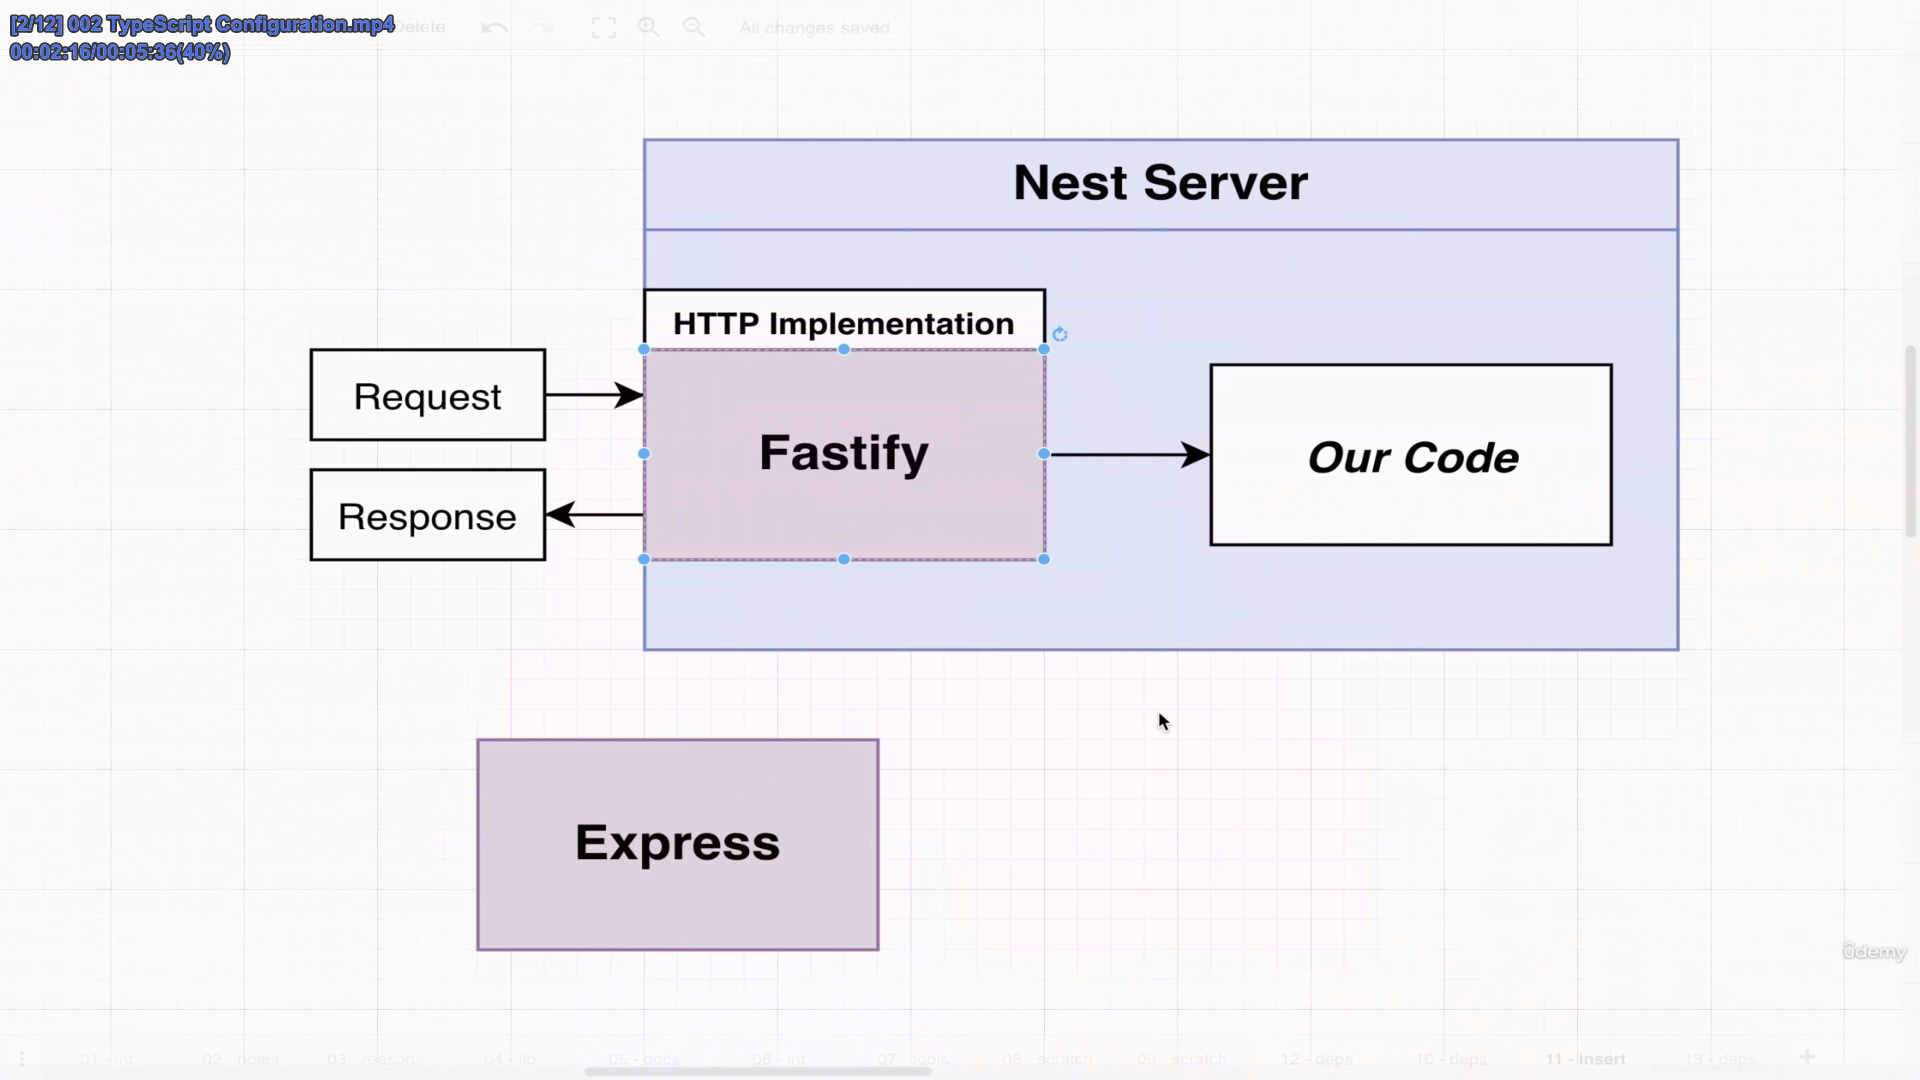 [2/12] 002 TypeScript Configuration.mp4
Delete
All changes saved
00:02:16/00:05:36(40%)
Nest Server
HTTP Implementation
Request
Fastify
Our Code
Response
Express
ûdemy
01 - int
02 - notes
03 - reasons
04 - lib
05 - docs
06 - int
07 - tools
08 - scratch
09 - scratch
12 - deps
10 - deps
11 - insert
13 - deps